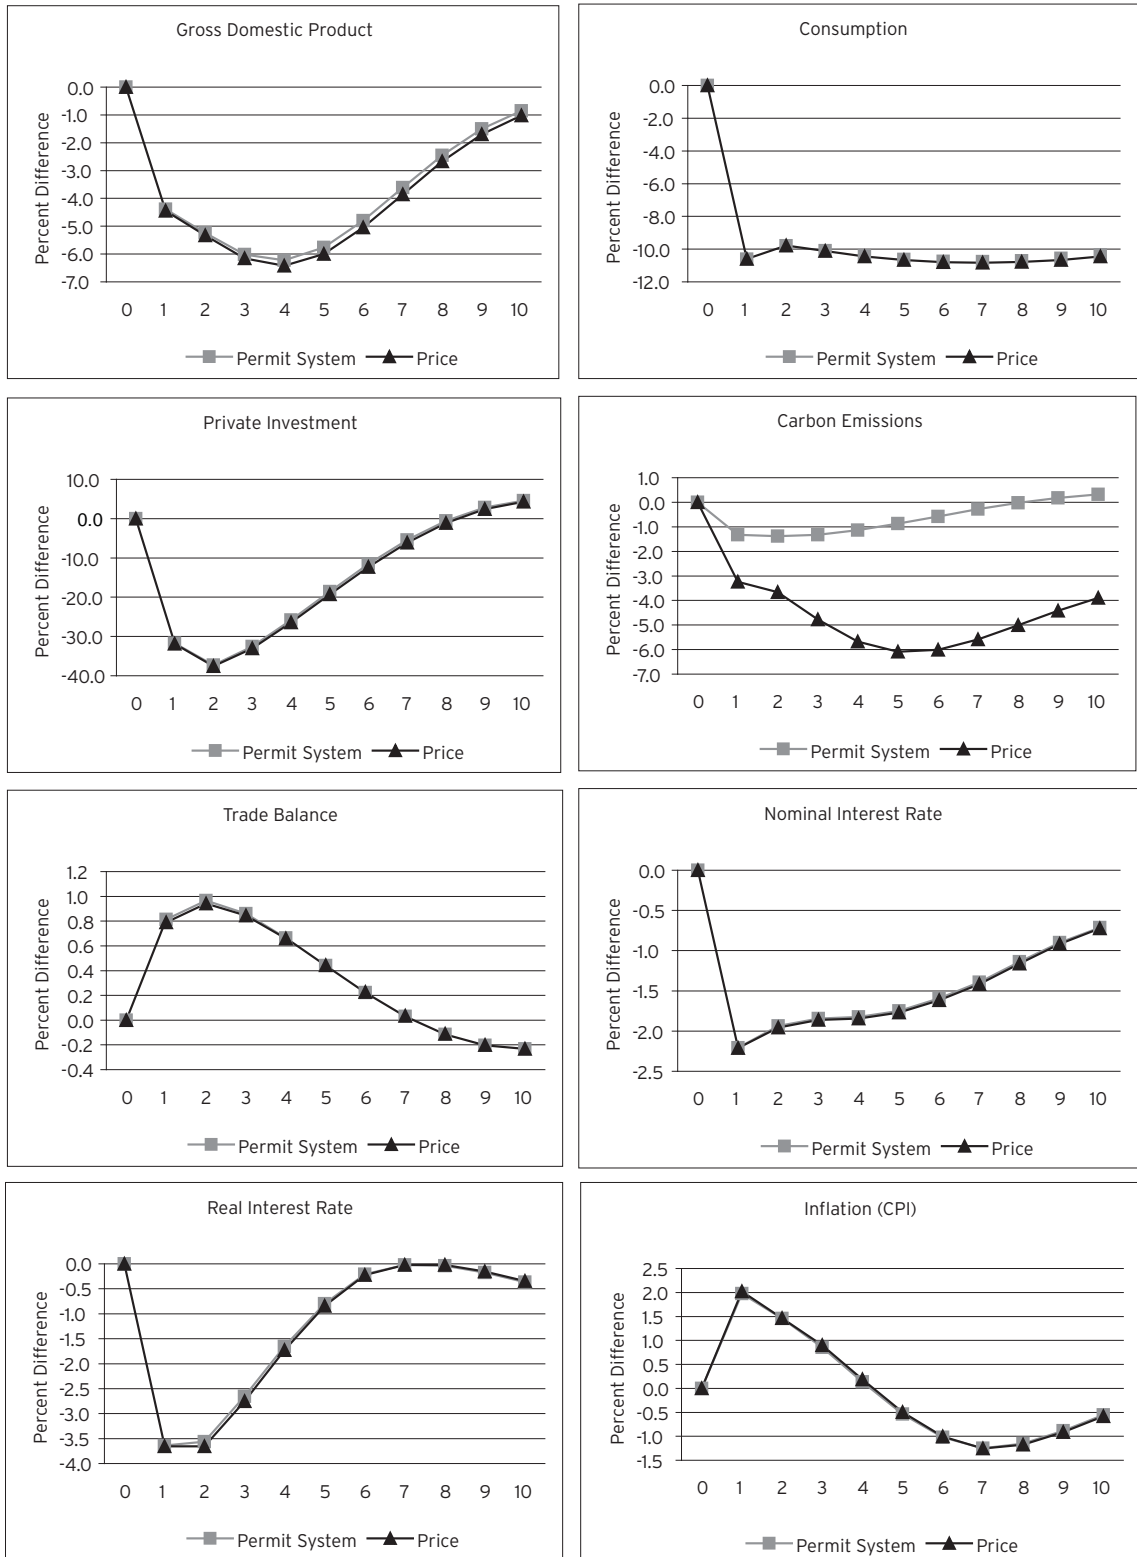 Gross Domestic Product
Percent Difference
0.0
-1.0
-2.0
-3.0
-4.0
-5.0
-6.0
-7.0
0 1 2 3 4 5 6 7 8 9 10
Permit System Price
Consumption
Percent Difference
0.0
-2.0
-4.0
-6.0
-8.0
-10.0
-12.0
0 1 2 3 4 5 6 7 8 9 10
Permit System Price
Private Investment
Percent Difference
10.0
0.0
-10.0
-20.0
-30.0
-40.0
0 1 2 3 4 5 6 7 8 9 10
Permit System Price
Carbon Emissions
Percent Difference
1.0
0.0
-1.0
-2.0
-3.0
-4.0
-5.0
-6.0
-7.0
0 1 2 3 4 5 6 7 8 9 10
Permit System Price
Trade Balance
Percent Difference
1.2
1.0
0.8
0.6
0.4
0.2
0.0
-0.2
-0.4
0 1 2 3 4 5 6 7 8 9 10
Permit System Price
Nominal Interest Rate
Percent Difference
0.0
-0.5
-1.0
-1.5
-2.0
-2.5
0 1 2 3 4 5 6 7 8 9 10
Permit System Price
Real Interest Rate
Percent Difference
0.0
-0.5
-1.0
-1.5
-2.0
-2.5
-3.0
-3.5
-4.0
0 1 2 3 4 5 6 7 8 9 10
Permit System Price
Inflation (CPI)
Percent Difference
2.5
2.0
1.5
1.0
0.5
0.0
-0.5
-1.0
-1.5
0 1 2 3 4 5 6 7 8 9 10
Permit System Price